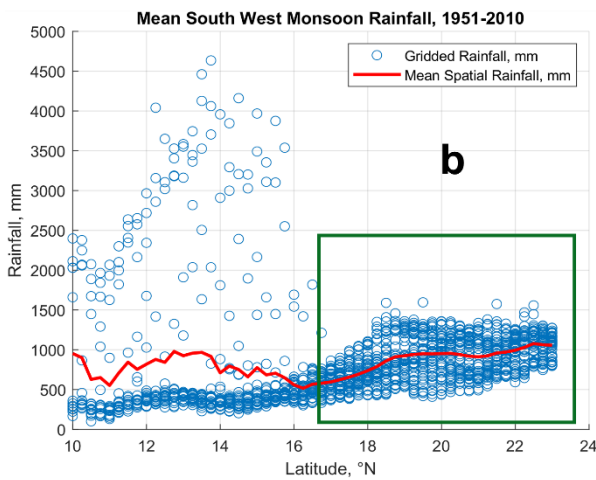 Mean South West Monsoon Rainfall, 1951-2010
Gridded Rainfall, mm
Mean Spatial Rainfall, mm
b
Rainfall, mm
5000
4500
4000
3500
3000
2500
2000
1500
1000
500
0
10 12 14 16 18 20 22 24
Latitude, °N